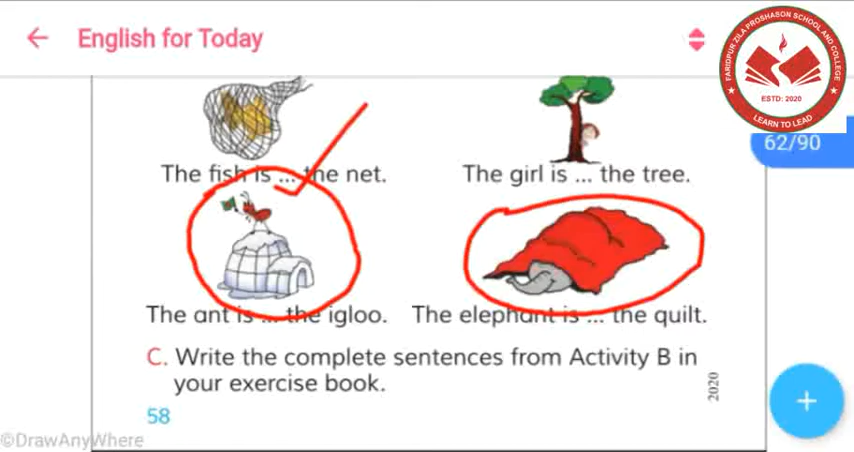 English for Today
FARIDPUR ZILA PROSHASON SCHOOL AND COLLEGE
ESTD: 2020
LEARN TO LEAD
62/90
The fish is ... the net.
The girl is ... the tree.
The ant is ... the igloo.
The elephant is ... the quilt.
C. Write the complete sentences from Activity B in
your exercise book.
2020
58
©DrawAnyWhere